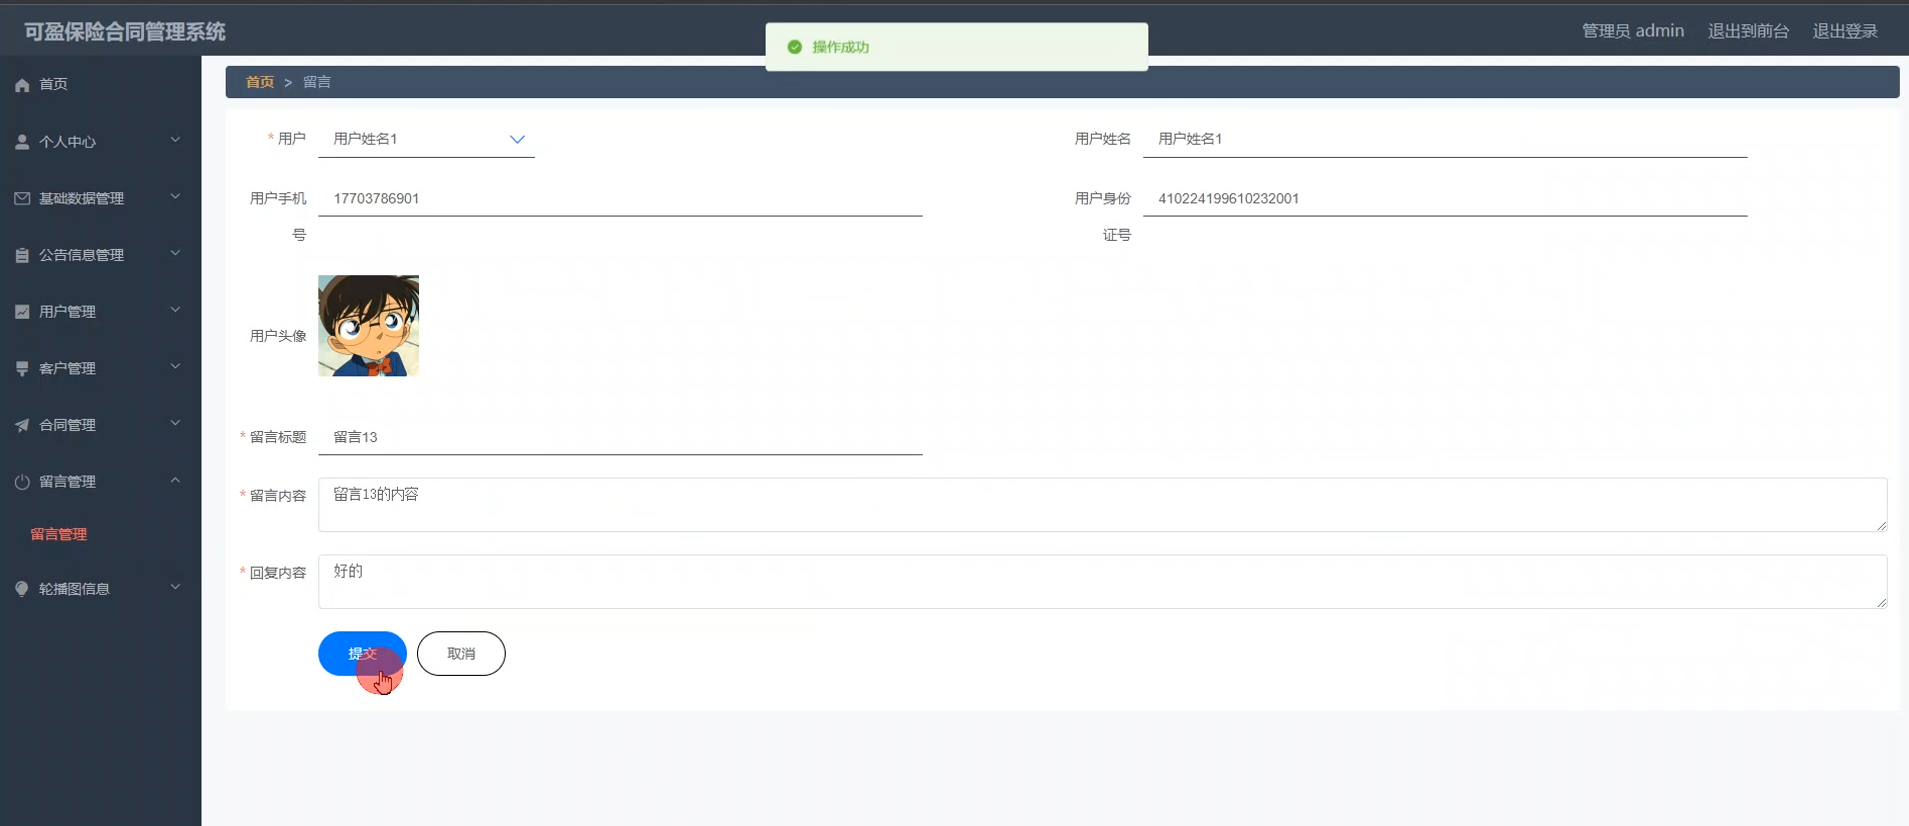 可盈保险合同管理系统
操作成功
管理员 admin 退出到前台 退出登录
首页 > 留言
首页
个人中心
基础数据管理
公告信息管理
用户管理
客户管理
合同管理
留言管理
留言管理
轮播图信息
* 用户 用户姓名1
用户姓名 用户姓名1
用户手机号 17703786901
用户身份证号 410224199610232001
用户头像
* 留言标题 留言13
* 留言内容 留言13的内容
* 回复内容 好的
提交 取消